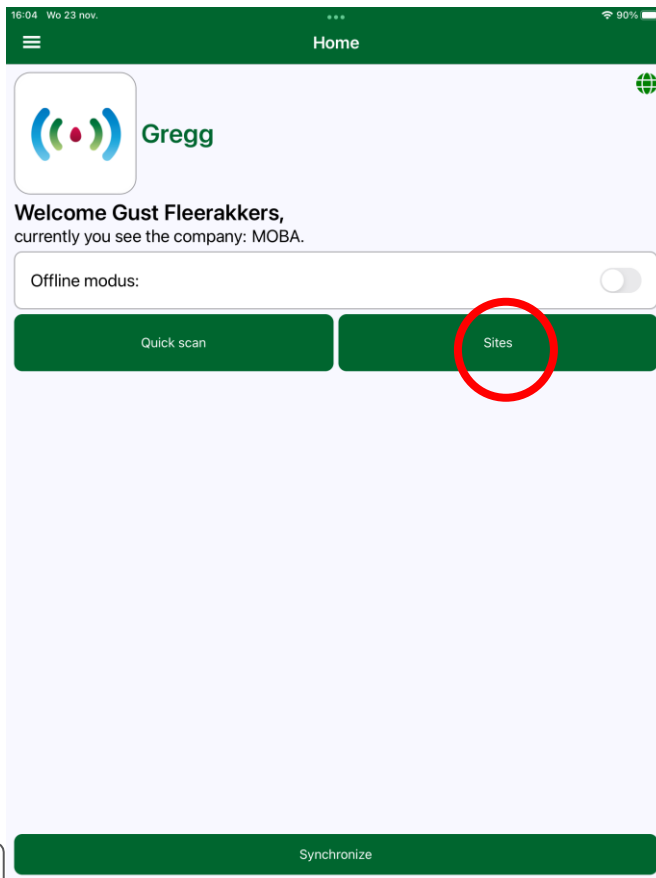 16:04 Wo 23 nov.
90%
Home
Gregg
Welcome Gust Fleerakkers,
currently you see the company: MOBA.
Offline modus:
Quick scan
Sites
Synchronize